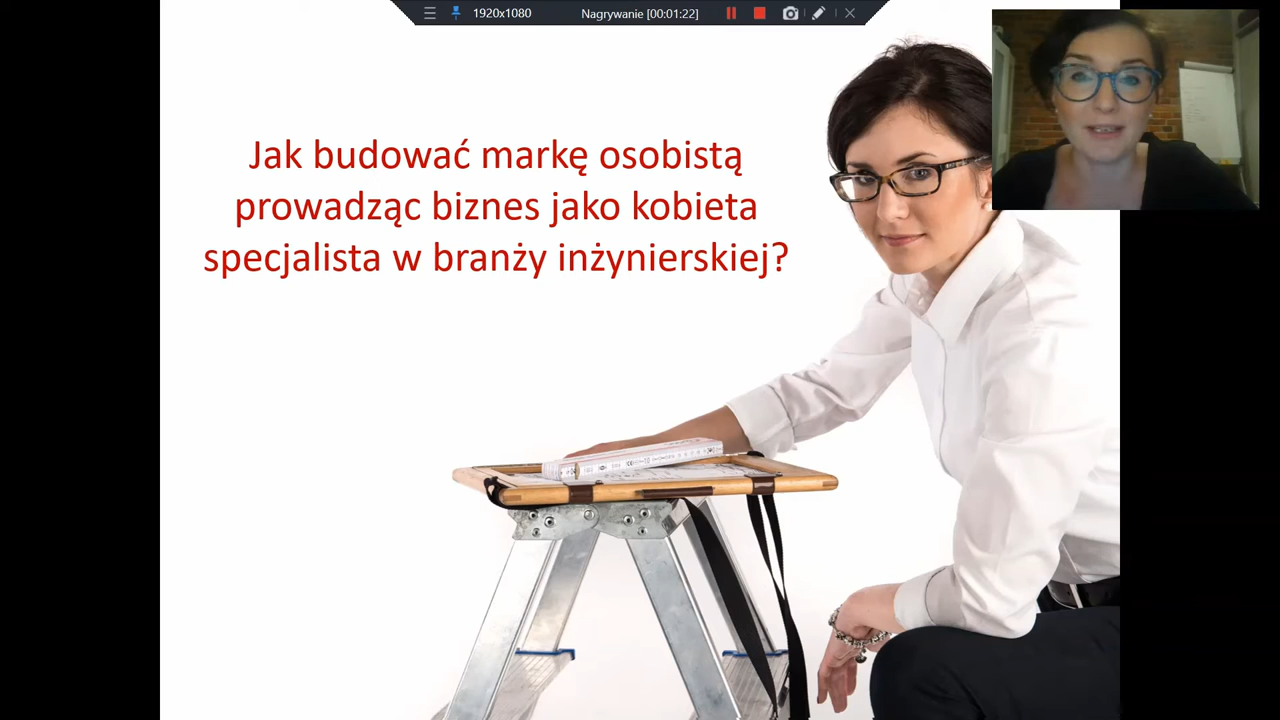 1920x1080
Nagrywanie [00:01:22]
Jak budować markę osobistą
prowadząc biznes jako kobieta
specjalista w branży inżynierskiej?